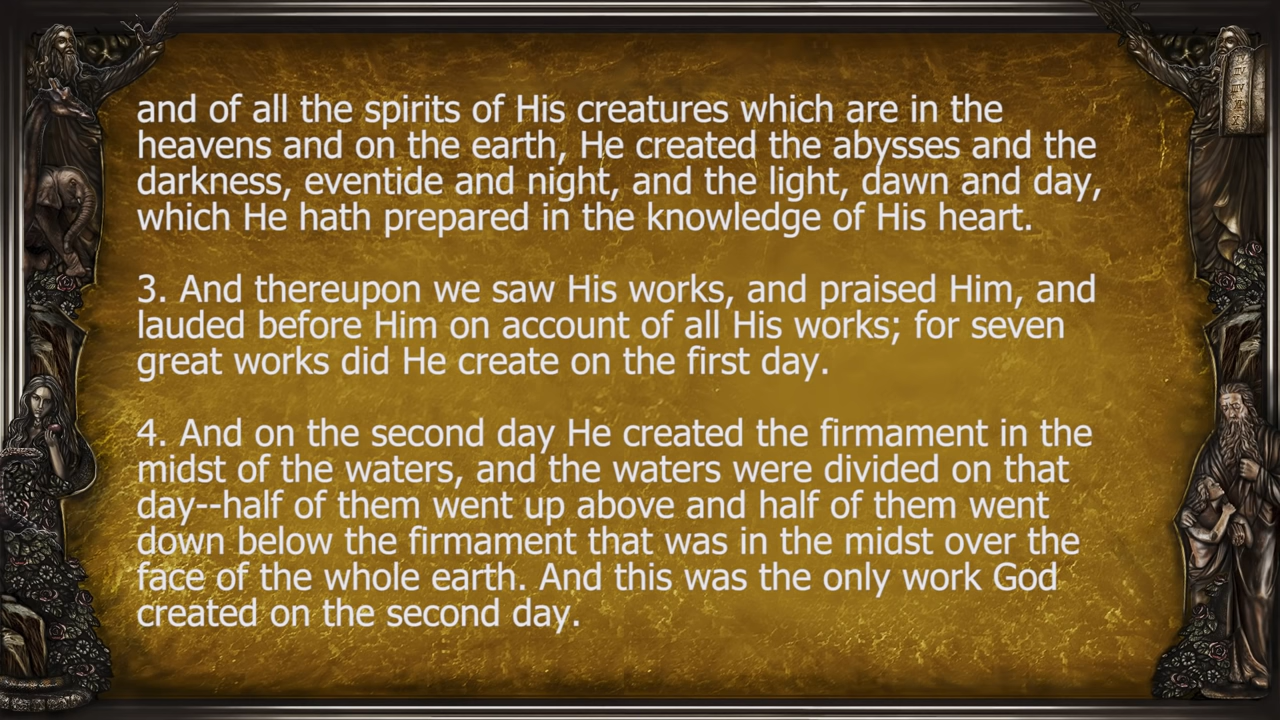 and of all the spirits of His creatures which are in the
heavens and on the earth, He created the abysses and the
darkness, eventide and night, and the light, dawn and day,
which He hath prepared in the knowledge of His heart.
3. And thereupon we saw His works, and praised Him, and
lauded before Him on account of all His works; for seven
great works did He create on the first day.
4. And on the second day He created the firmament in the
midst of the waters, and the waters were divided on that
day--half of them went up above and half of them went
down below the firmament that was in the midst over the
face of the whole earth. And this was the only work God
created on the second day.